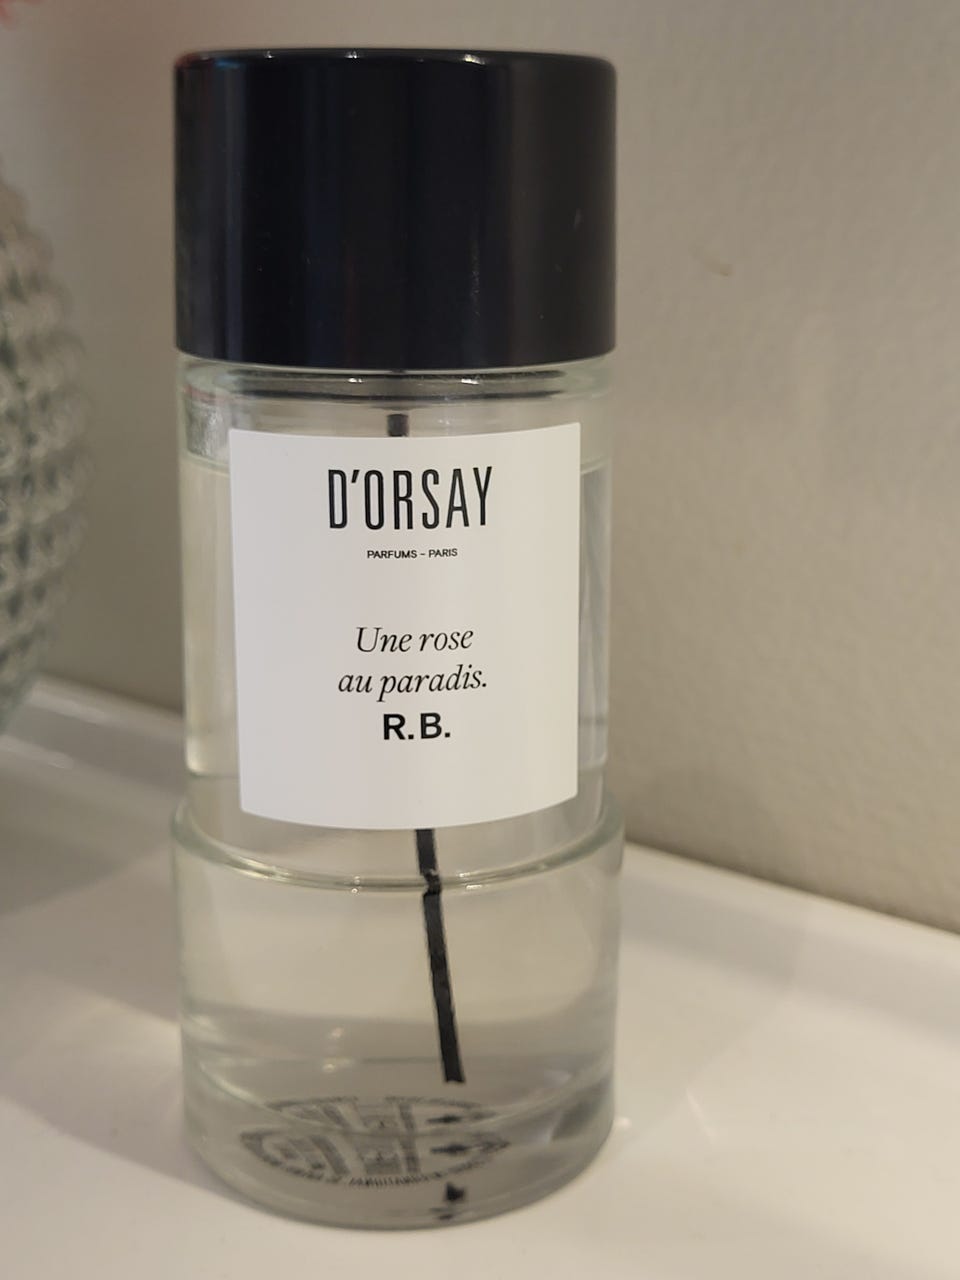 D'ORSAY
PARFUMS - PARIS
Une rose
au paradis.
R.B.